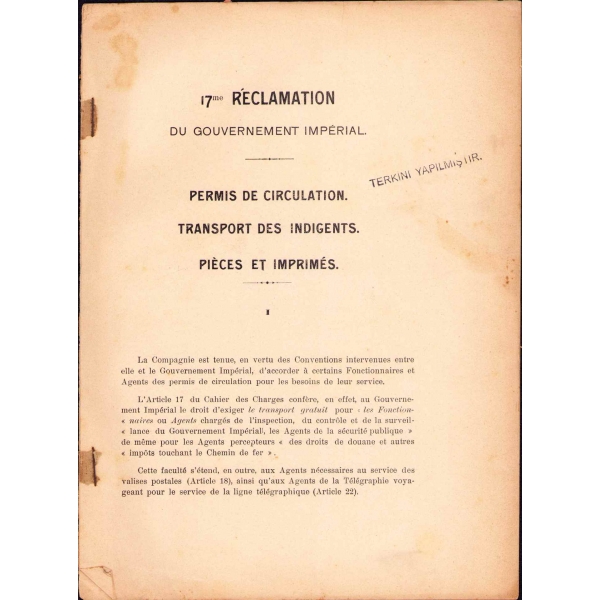 17me RÉCLAMATION
DU GOUVERNEMENT IMPÉRIAL.
TERKINI YAPILMIŞTIR.
PERMIS DE CIRCULATION.
TRANSPORT DES INDIGENTS.
PIÈCES ET IMPRIMÉS.
I
La Compagnie est tenue, en vertu des Conventions intervenues entre
elle et le Gouvernement Impérial, d'accorder à certains Fonctionnaires et
Agents des permis de circulation pour les besoins de leur service.
L'Article 17 du Cahier des Charges confère, en effet, au Gouverne-
ment Impérial le droit d'exiger le transport gratuit pour « les Fonction-
« naires ou Agents chargés de l'inspection, du contrôle et de la surveil-
« lance du Gouvernement Impérial, les Agents de la sécurité publique »
de même pour les Agents percepteurs « des droits de douane et autres
« impôts touchant le Chemin de fer ».
Cette faculté s'étend, en outre, aux Agents nécessaires au service des
valises postales (Article 18), ainsi qu'aux Agents de la Télégraphie voya-
geant pour le service de la ligne télégraphique (Article 22).